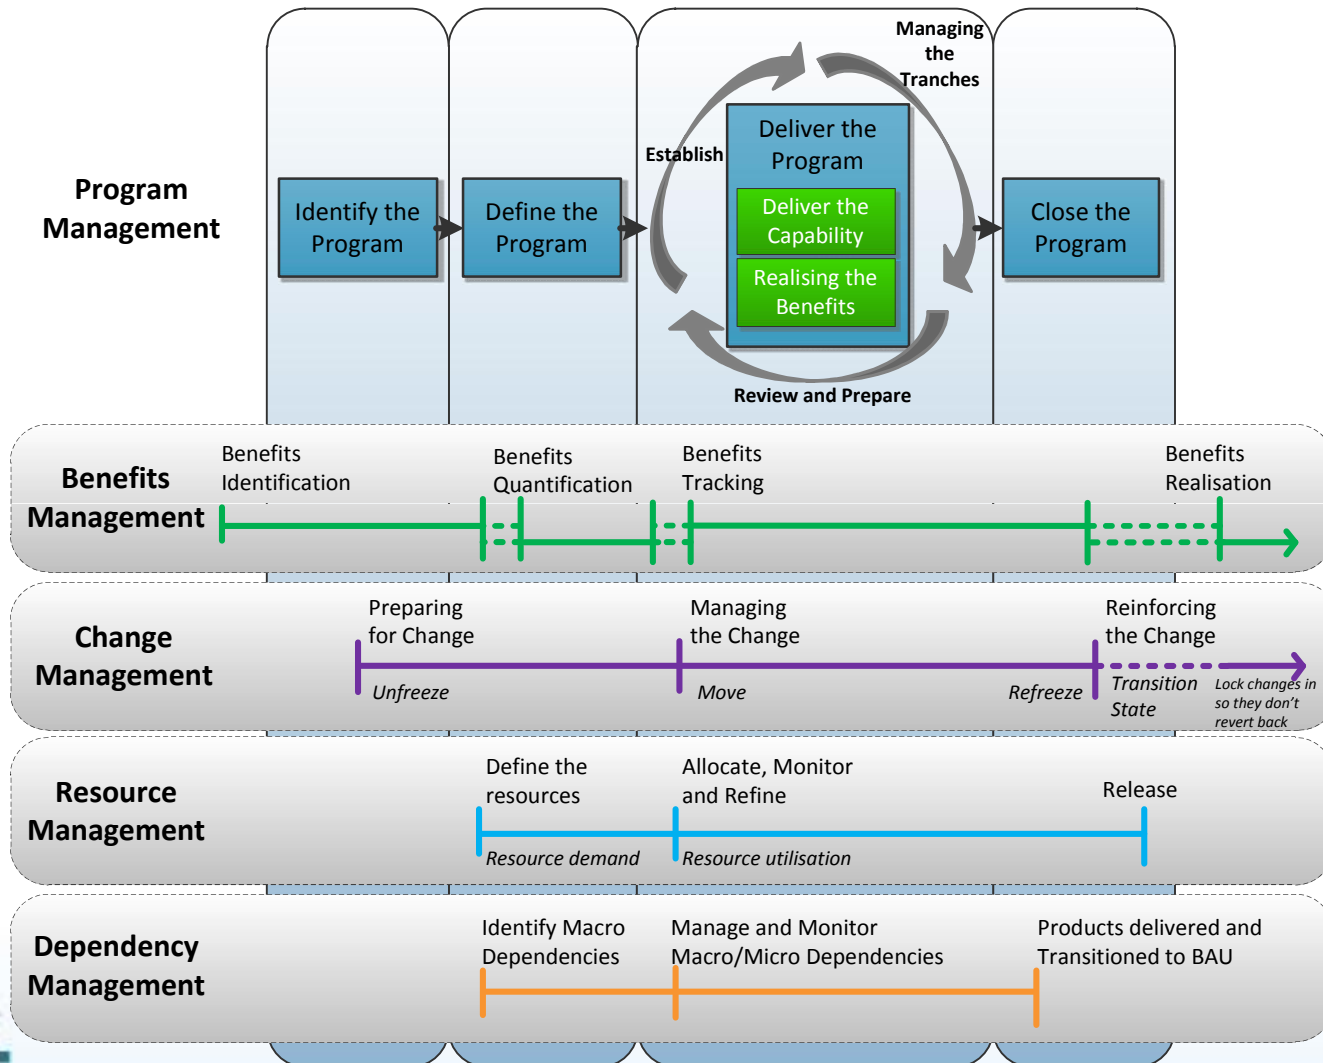 Managing
the
Tranches
Establish
Deliver the
Program
Program
Management
Identify the
Program
Define the
Program
Deliver the
Capability
Realising the
Benefits
Close the
Program
Review and Prepare
Benefits
Management
Benefits
Identification
Benefits
Quantification
Benefits
Tracking
Benefits
Realisation
Change
Management
Preparing
for Change
Managing
the Change
Reinforcing
the Change
Unfreeze
Move
Refreeze
Transition
State
Lock changes in
so they don't
revert back
Resource
Management
Define the
resources
Allocate, Monitor
and Refine
Release
Resource demand
Resource utilisation
Dependency
Management
Identify Macro
Dependencies
Manage and Monitor
Macro/Micro Dependencies
Products delivered and
Transitioned to BAU